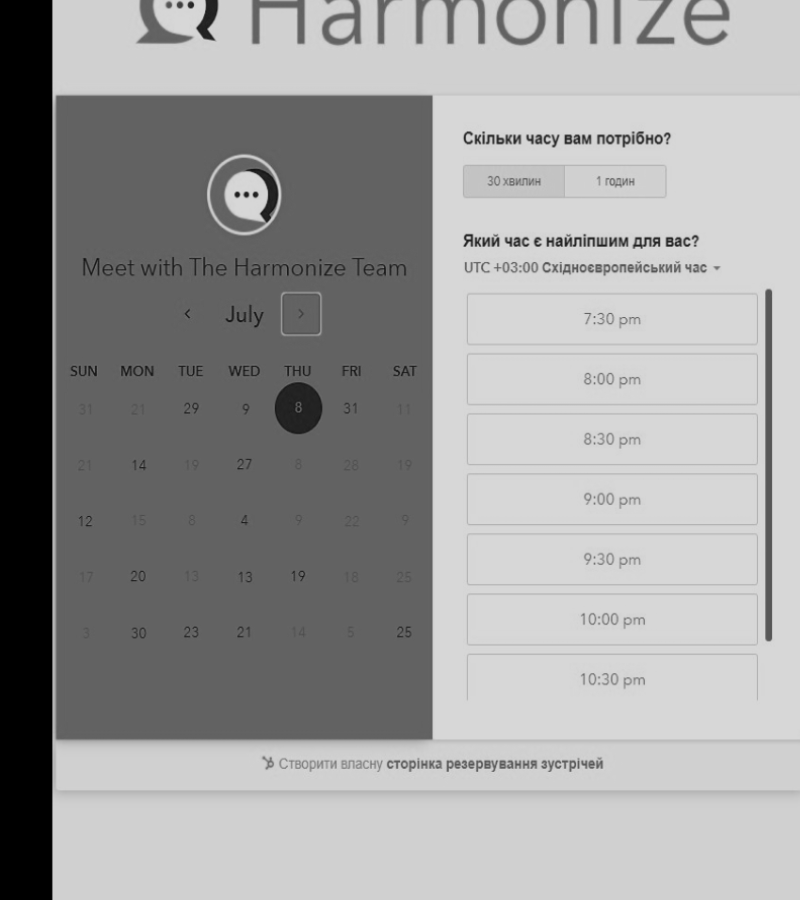 Harmonize
Meet with The Harmonize Team
July
SUN MON TUE WED THU FRI SAT
31 21 29 9 8 31 11
21 14 19 27 8 28 19
12 15 8 4 9 22 9
17 20 13 13 19 18 25
3 30 23 21 14 5 25
Скільки часу вам потрібно?
30 хвилин 1 годин
Який час є найліпшим для вас?
UTC +03:00 Східноєвропейський час
7:30 pm
8:00 pm
8:30 pm
9:00 pm
9:30 pm
10:00 pm
10:30 pm
Створити власну сторінка резервування зустрічей